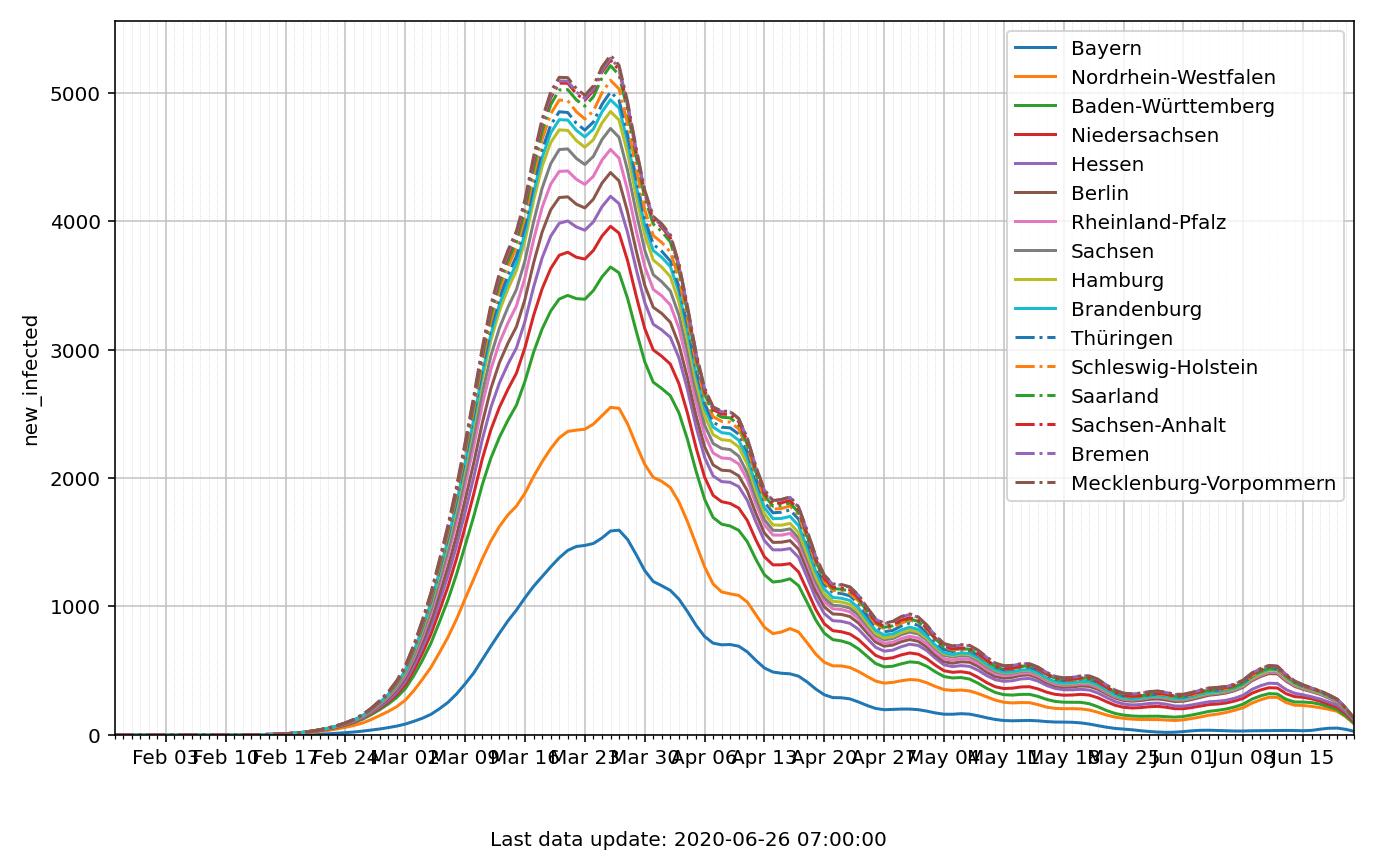 5000
4000
3000
2000
1000
0
new_infected
Bayern
Nordrhein-Westfalen
Baden-Württemberg
Niedersachsen
Hessen
Berlin
Rheinland-Pfalz
Sachsen
Hamburg
Brandenburg
Thüringen
Schleswig-Holstein
Saarland
Sachsen-Anhalt
Bremen
Mecklenburg-Vorpommern
Feb 03 Feb 10 Feb 17 Feb 24 Mar 02 Mar 09 Mar 16 Mar 23 Mar 30 Apr 06 Apr 13 Apr 20 Apr 27 May 04 May 11 May 18 May 25 Jun 01 Jun 08 Jun 15
Last data update: 2020-06-26 07:00:00